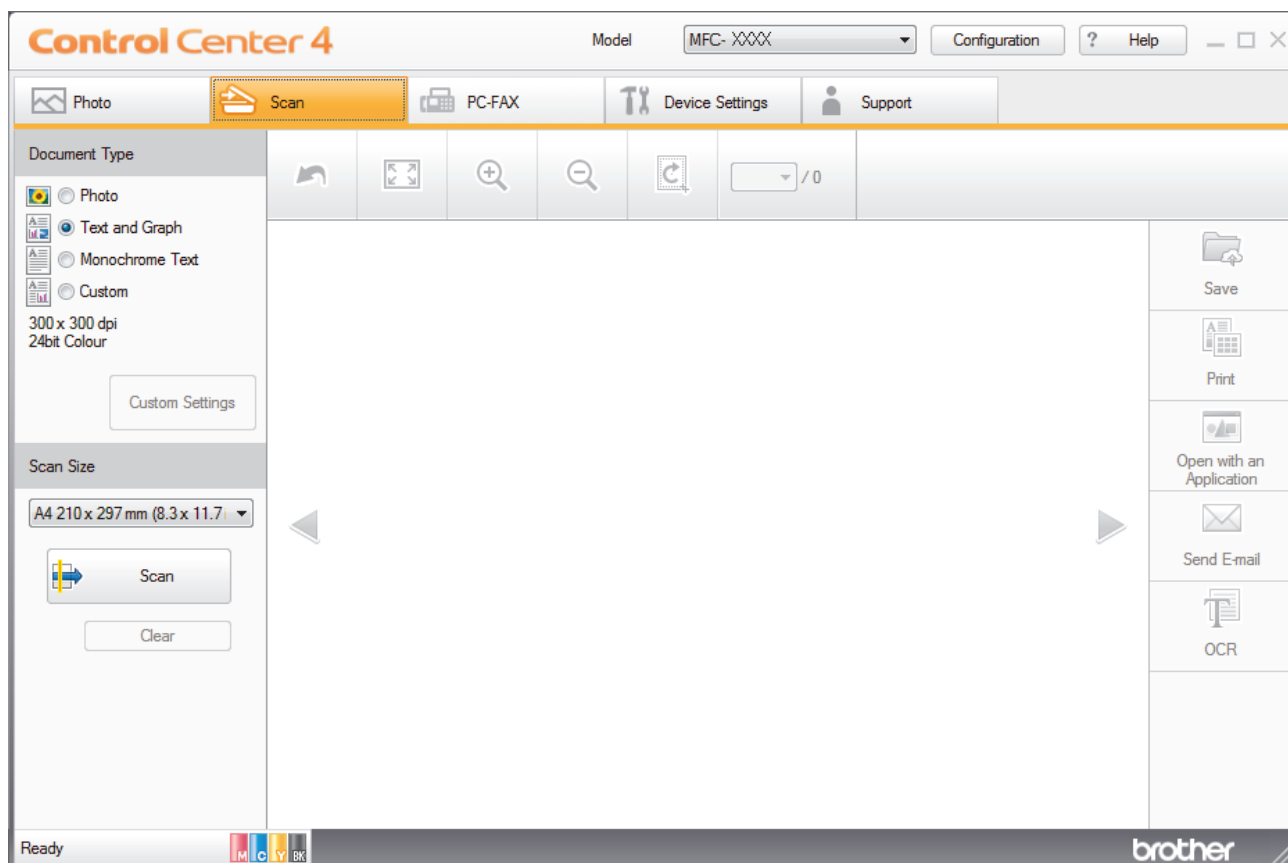 Control Center 4
Model
MFC- XXXX
Configuration
? Help
Photo
Scan
PC-FAX
Device Settings
Support
Document Type
Photo
Text and Graph
Monochrome Text
Custom
300 x 300 dpi
24bit Colour
Custom Settings
Scan Size
A4 210 x 297 mm (8.3 x 11.7
Scan
Clear
/ 0
Save
Print
Open with an
Application
Send E-mail
OCR
Ready
M C Y BK
brother